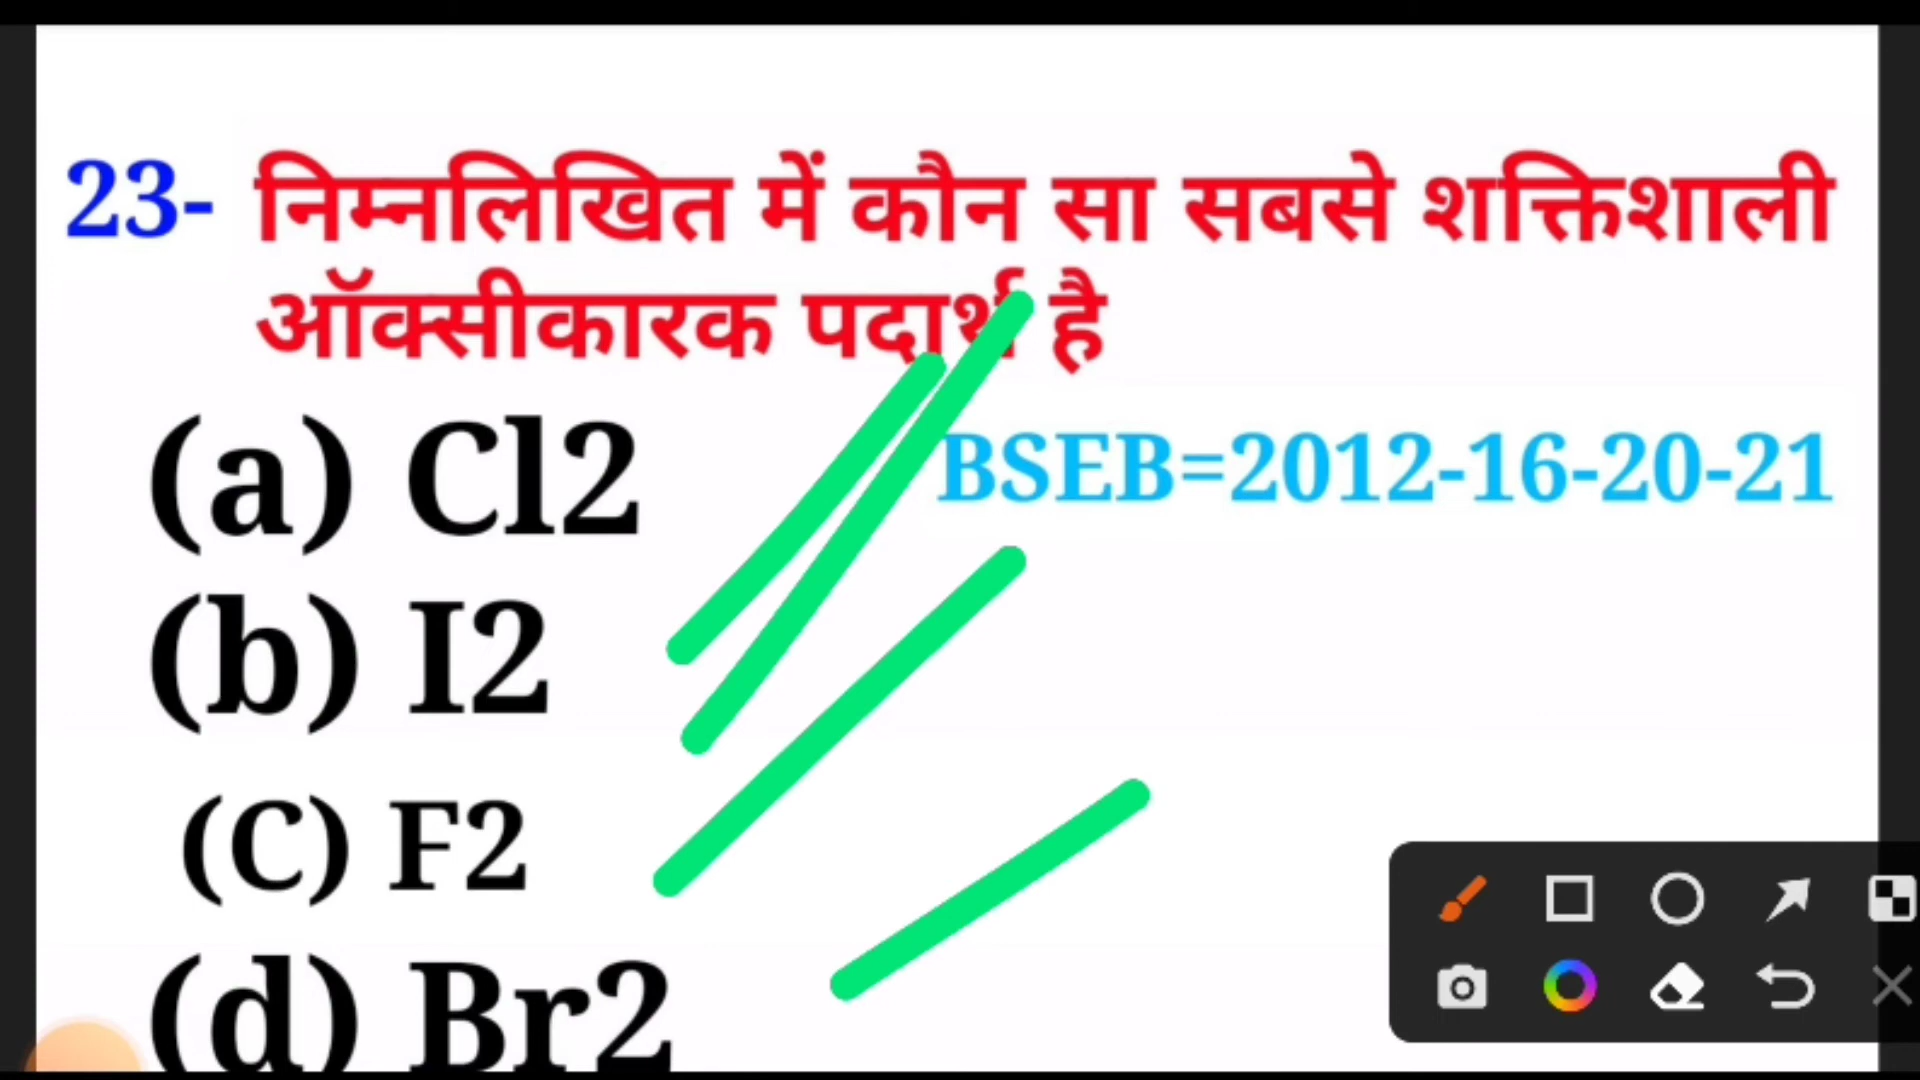 23- निम्नलिखित में कौन सा सबसे शक्तिशाली
ऑक्सीकारक पदार्थ है
(a) Cl2
BSEB=2012-16-20-21
(b) I2
(C) F2
(d) Br2